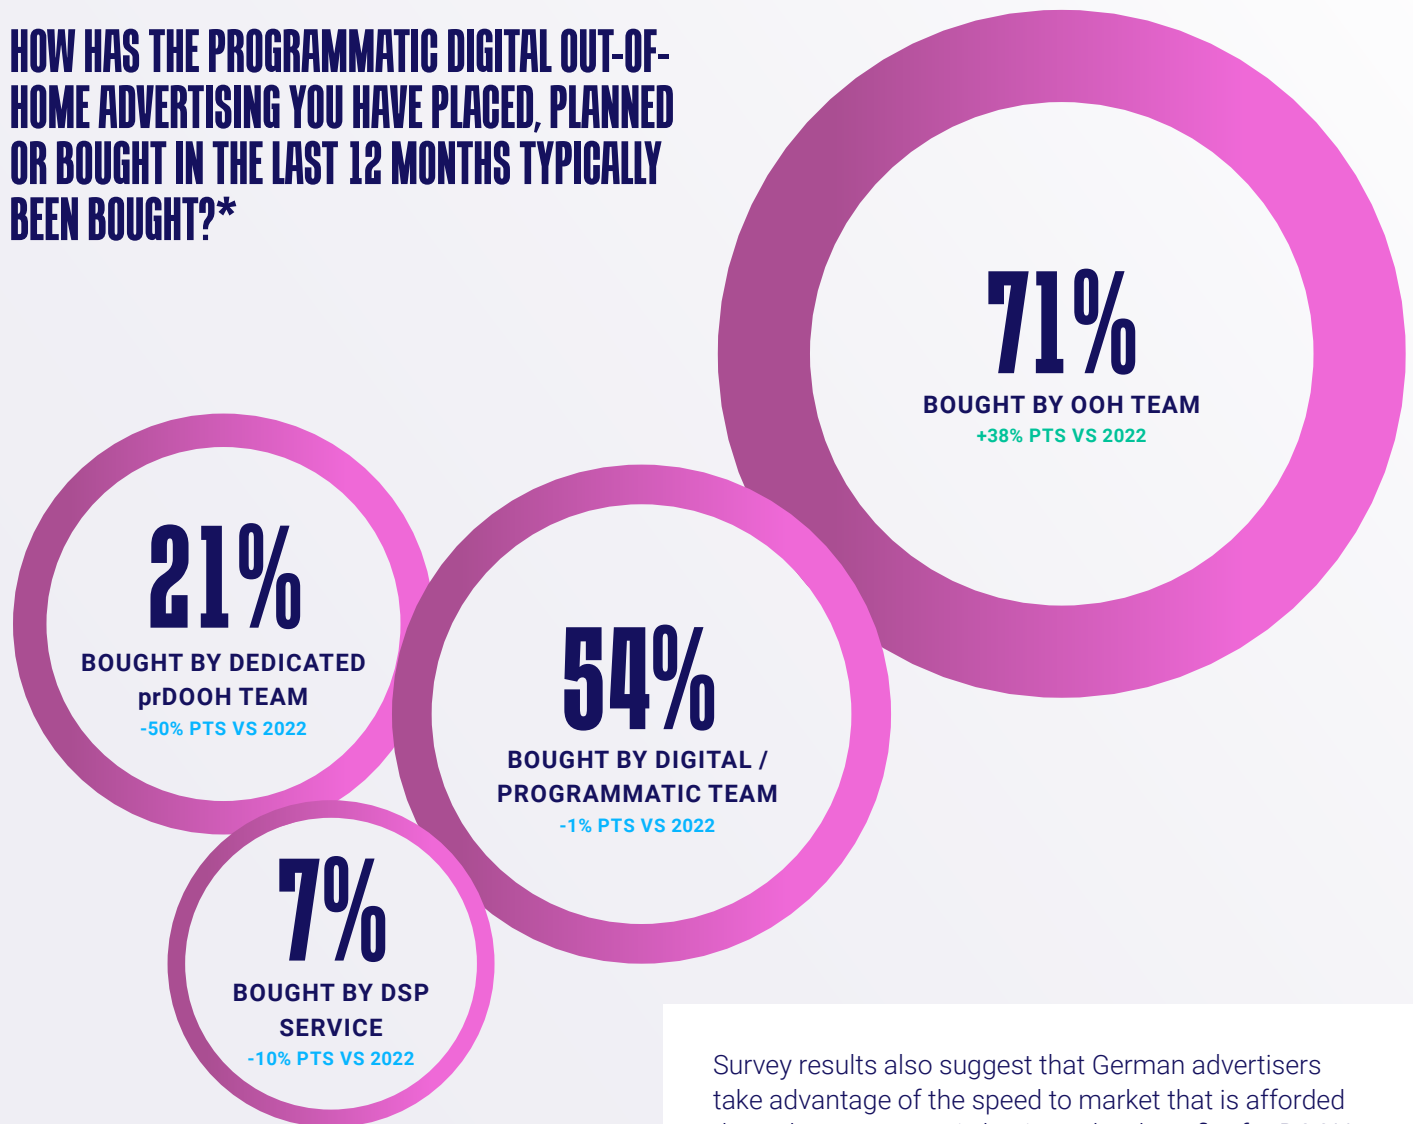 HOW HAS THE PROGRAMMATIC DIGITAL OUT-OF-
HOME ADVERTISING YOU HAVE PLACED, PLANNED
OR BOUGHT IN THE LAST 12 MONTHS TYPICALLY
BEEN BOUGHT?*
71%
BOUGHT BY OOH TEAM
+38% PTS VS 2022
21%
BOUGHT BY DEDICATED
prDOOH TEAM
-50% PTS VS 2022
54%
BOUGHT BY DIGITAL /
PROGRAMMATIC TEAM
-1% PTS VS 2022
7%
BOUGHT BY DSP
SERVICE
-10% PTS VS 2022
Survey results also suggest that German advertisers
take advantage of the speed to market that is afforded